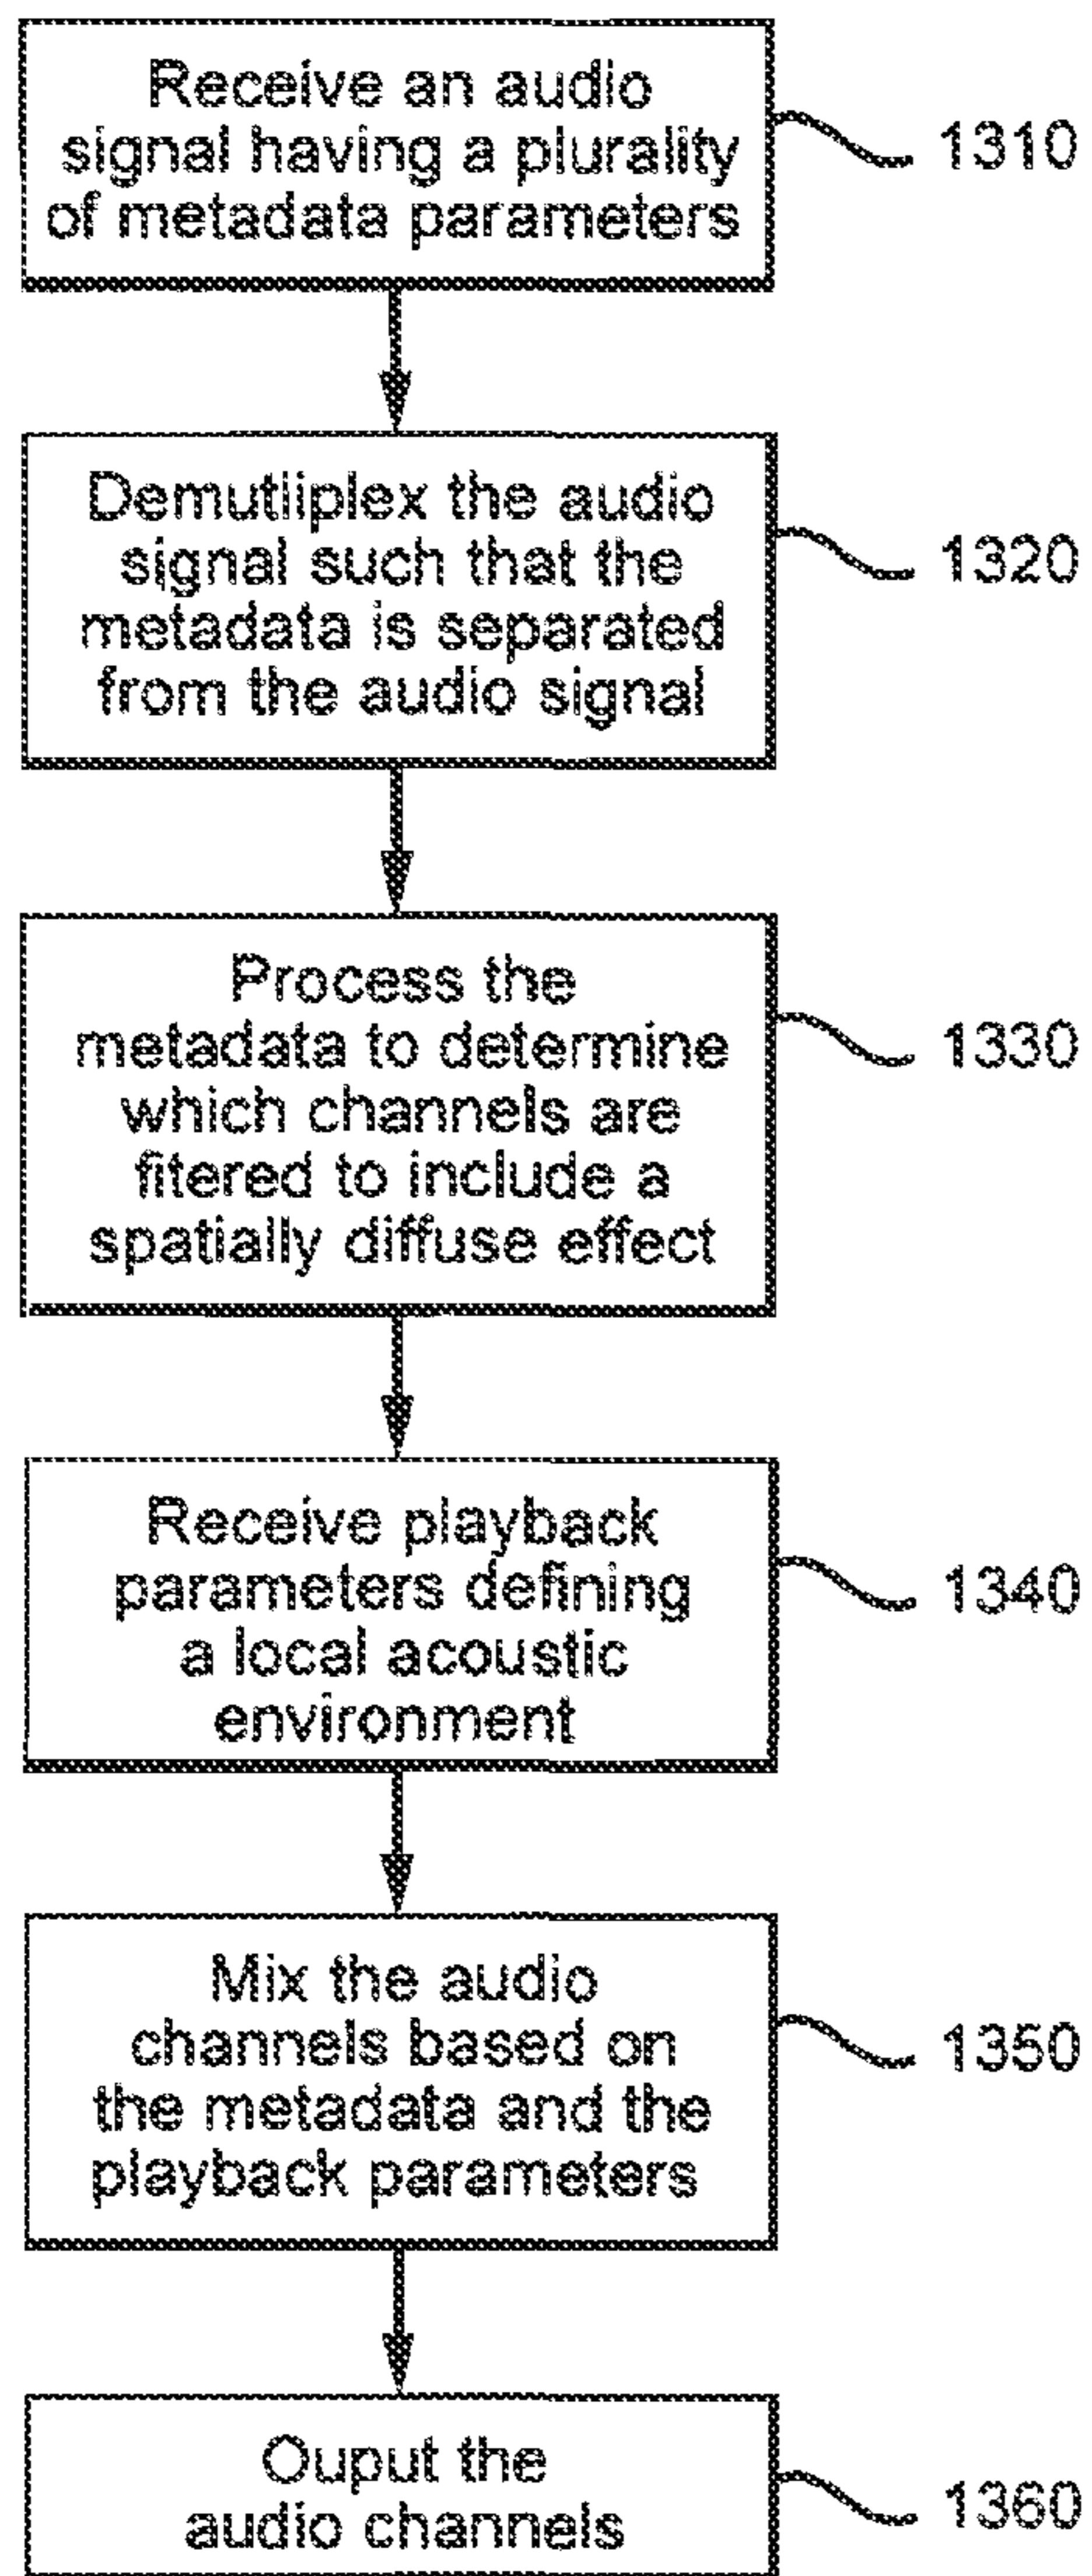 Receive an audio
signal having a plurality
of metadata parameters
1310
Demutliplex the audio
signal such that the
metadata is separated
from the audio signal
1320
Process the
metadata to determine
which channels are
fitered to include a
spatially diffuse effect
1330
Receive playback
parameters defining
a local acoustic
environment
1340
Mix the audio
channels based on
the metadata and the
playback parameters
1350
Ouput the
audio channels
1360